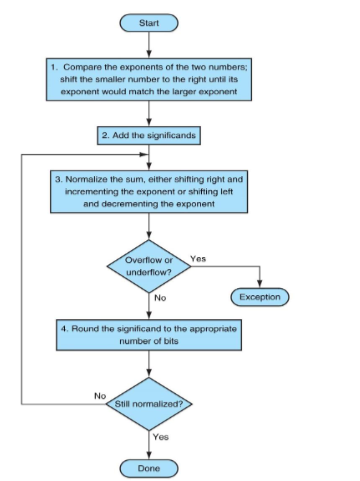 Start
1. Compare the exponents of the two numbers;
shift the smaller number to the right until its
exponent would match the larger exponent
2. Add the significands
3. Normalize the sum, either shifting right and
incrementing the exponent or shifting left
and decrementing the exponent
Overflow or
underflow?
Yes
No
Exception
4. Round the significand to the appropriate
number of bits
No
Still normalized?
Yes
Done